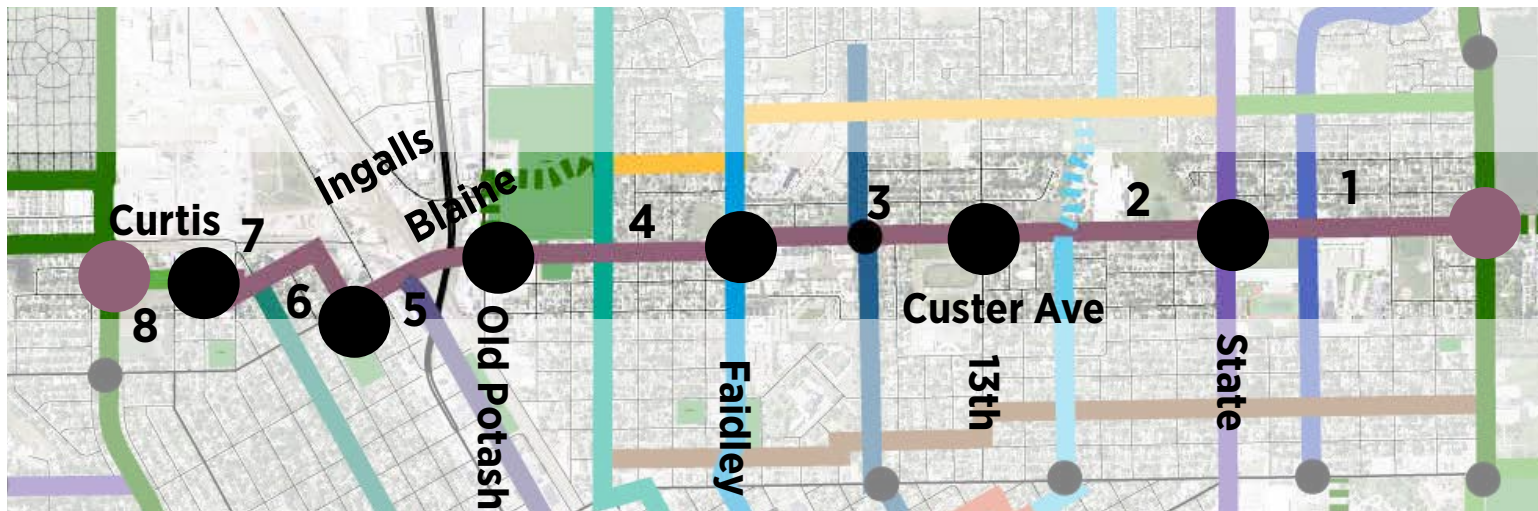 Ingalls
Blaine
Curtis
7
8
6
5
4
3
2
1
Custer Ave
Old Potash
Faidley
13th
State